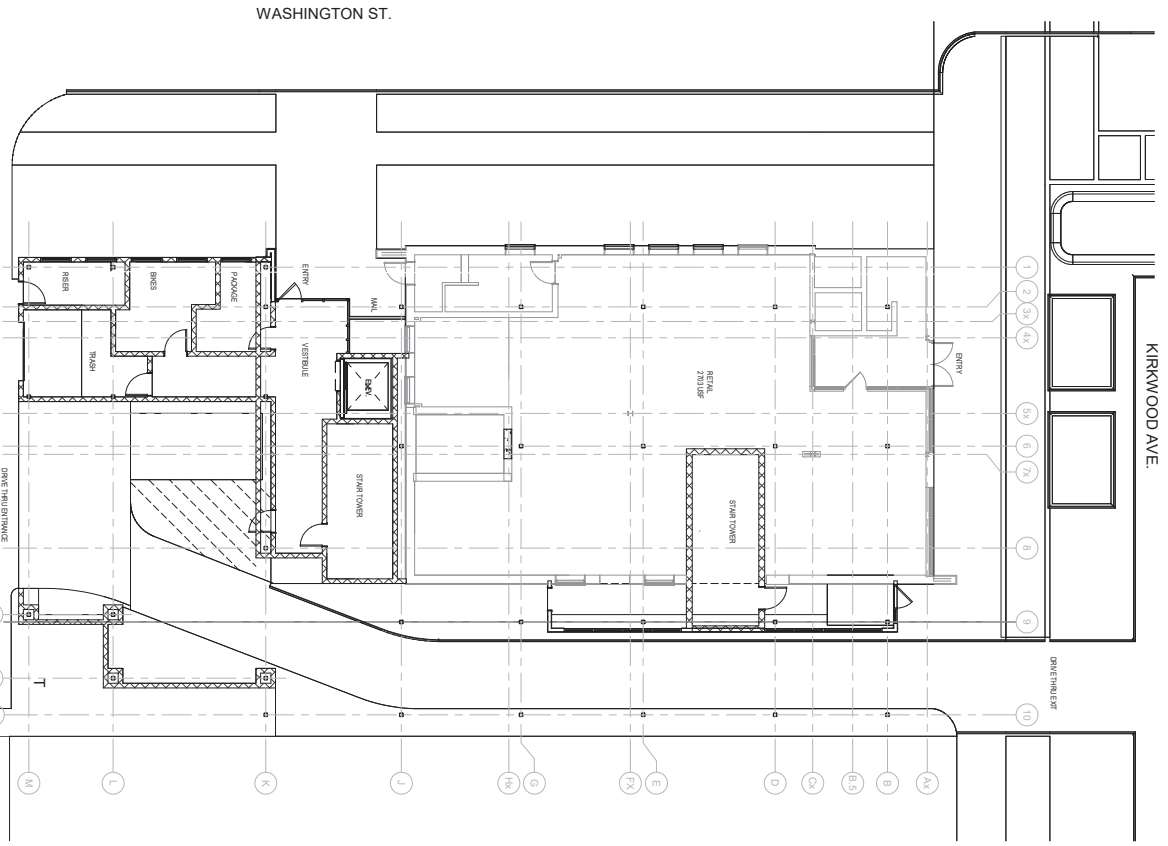 WASHINGTON ST.
KIRKWOOD AVE.
RISER
BIKES
PACKAGE
ENTRY
MAIL
VESTIBULE
TRASH
ELEV.
STAIR TOWER
RETAIL
2703 USF
ENTRY
STAIR TOWER
DRIVE THRU ENTRANCE
DRIVE THRU EXIT
T
1
2
3x
4x
5x
6
7x
8
9
10
M
L
K
J
Hx
G
FX
E
D
Cx
B.5
B
Ax